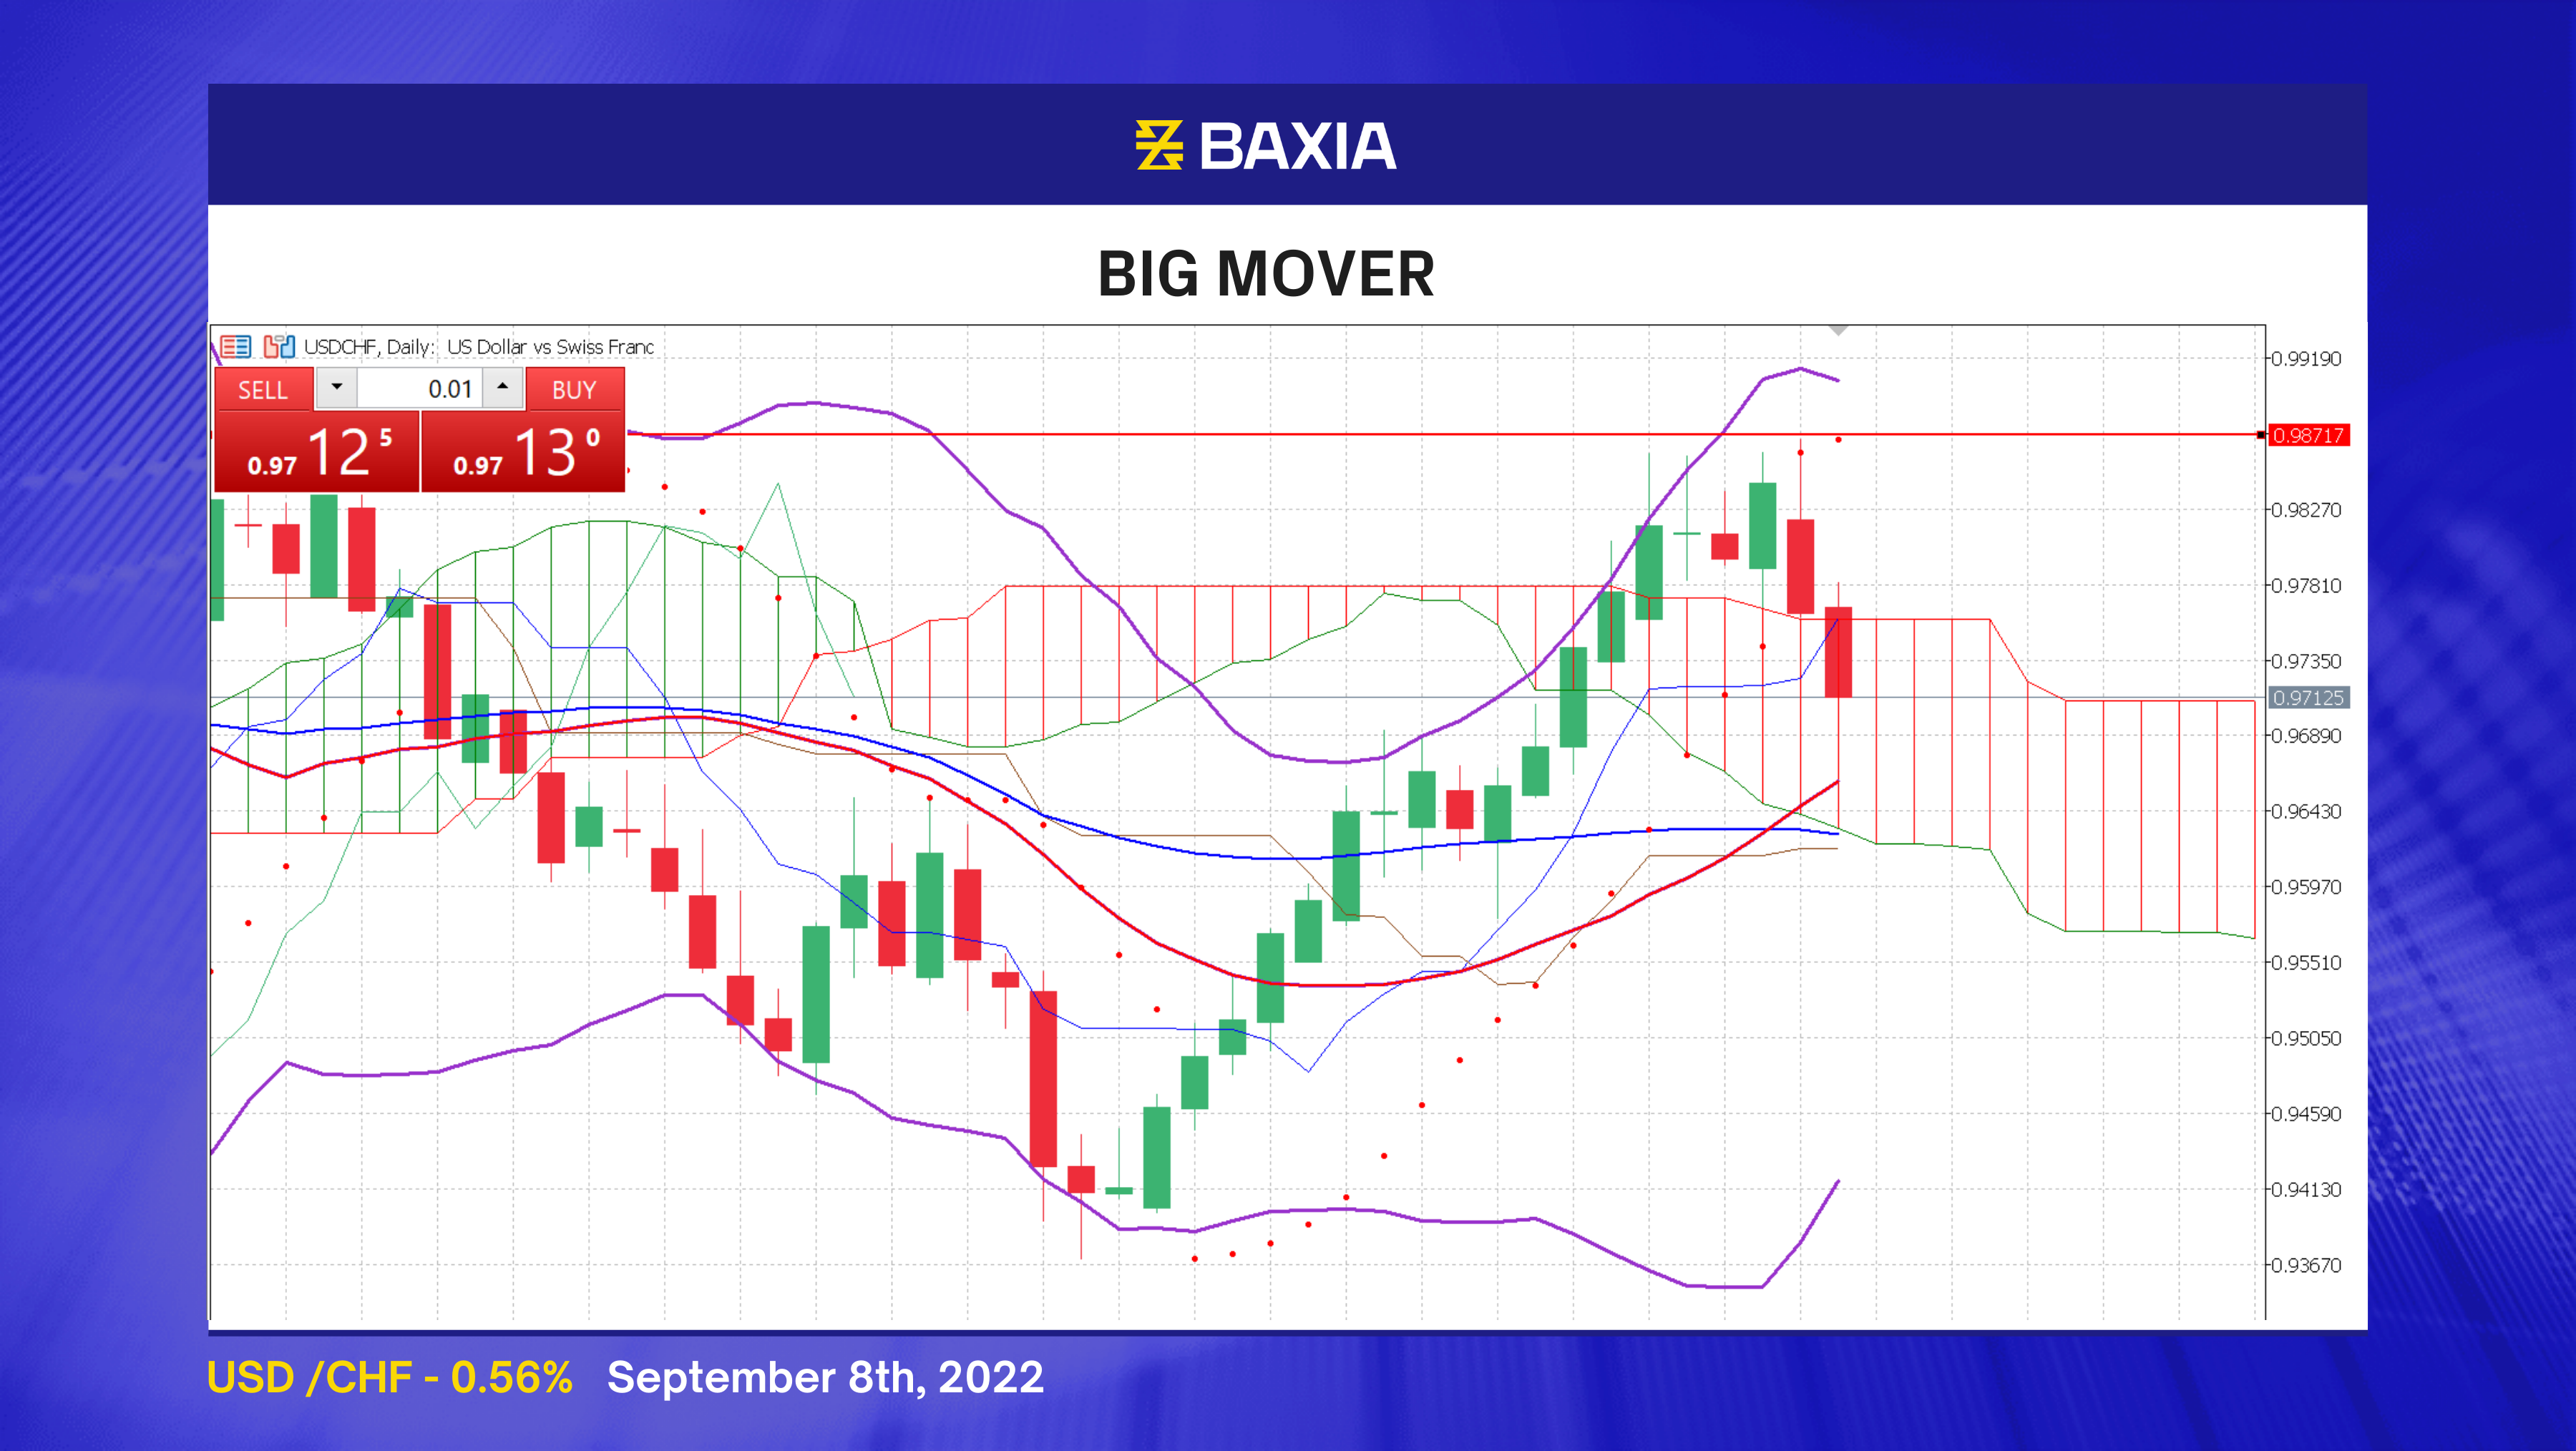 BAXIA
BIG MOVER
USDCHF, Daily: US Dollar vs Swiss Franc
SELL 0.01 BUY
0.97 12 5 0.97 13 0
0.99190
0.98717
0.98270
0.97810
0.97350
0.97125
0.96890
0.96430
0.95970
0.95510
0.95050
0.94590
0.94130
0.93670
USD /CHF - 0.56% September 8th, 2022